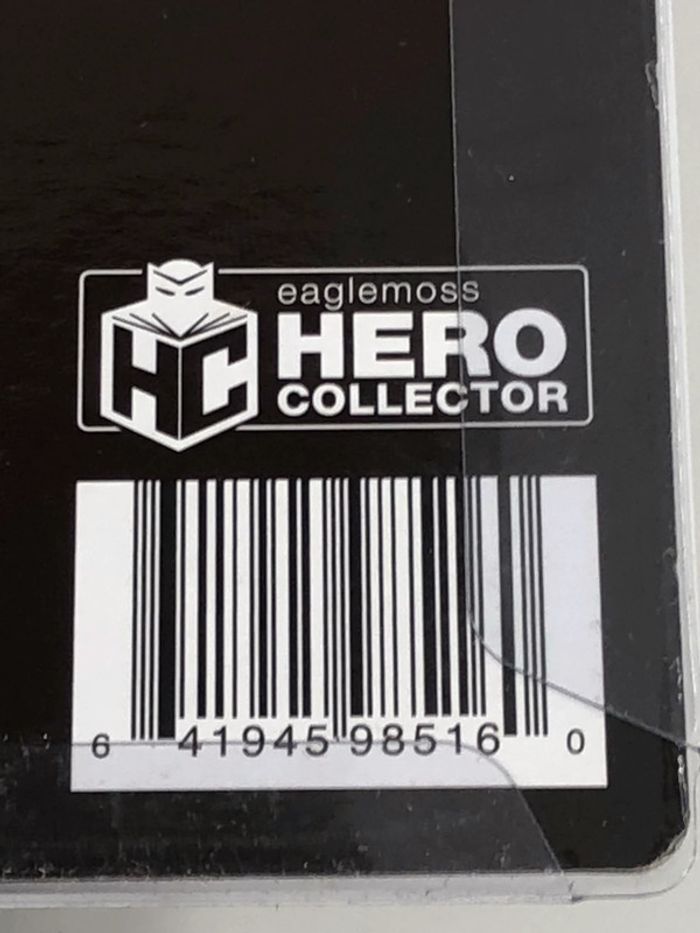 eaglemoss
HC HERO
COLLECTOR
6 41945 98516 0